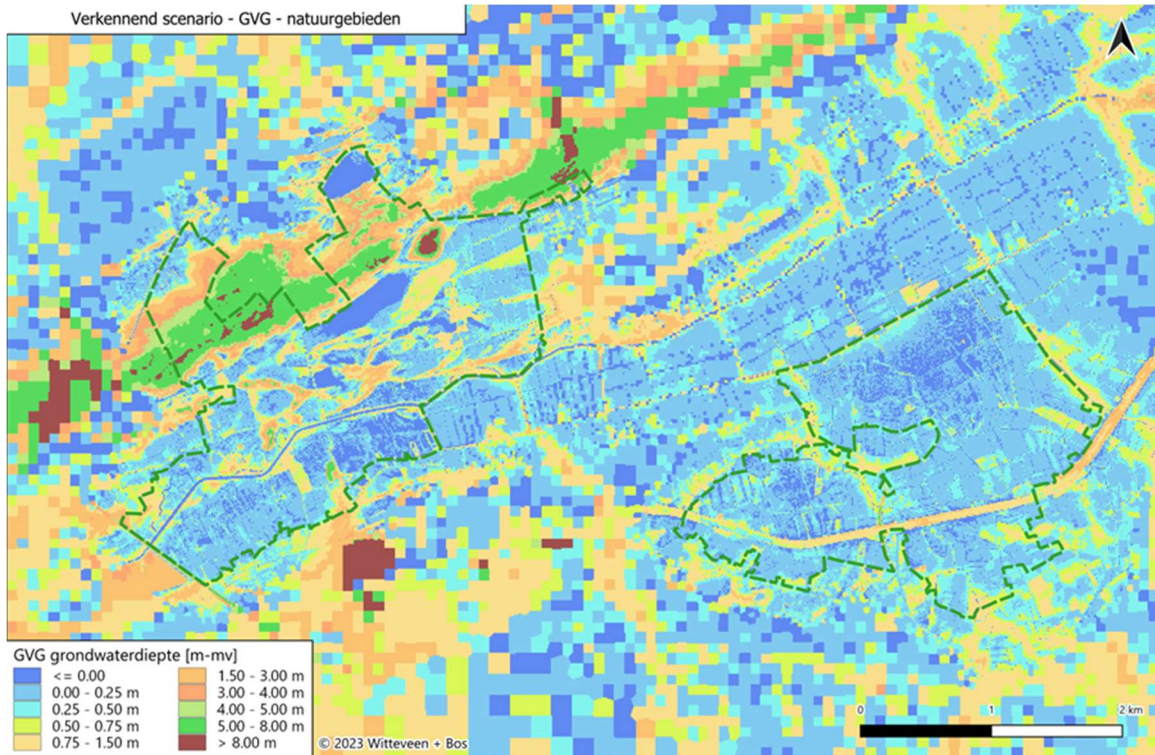 Verkennend scenario - GVG - natuurgebieden
GVG grondwaterdiepte [m-mv]
<= 0.00
0.00 - 0.25 m
0.25 - 0.50 m
0.50 - 0.75 m
0.75 - 1.50 m
1.50 - 3.00 m
3.00 - 4.00 m
4.00 - 5.00 m
5.00 - 8.00 m
> 8.00 m
© 2023 Witteveen + Bos
0 1 2 km